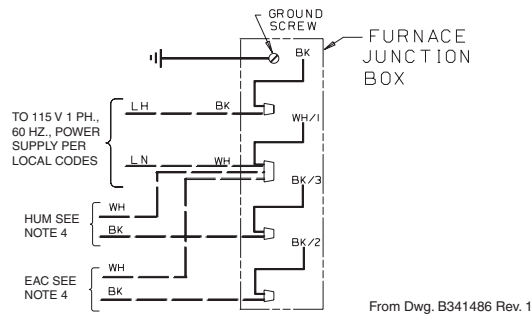 GROUND
SCREW
FURNACE
JUNCTION
BOX
BK
TO 115 V 1 PH.,
60 HZ., POWER
SUPPLY PER
LOCAL CODES
LH
BK
WH/1
LN
WH
BK/3
HUM SEE
NOTE 4
WH
BK
BK/2
EAC SEE
NOTE 4
WH
BK
From Dwg. B341486 Rev. 1